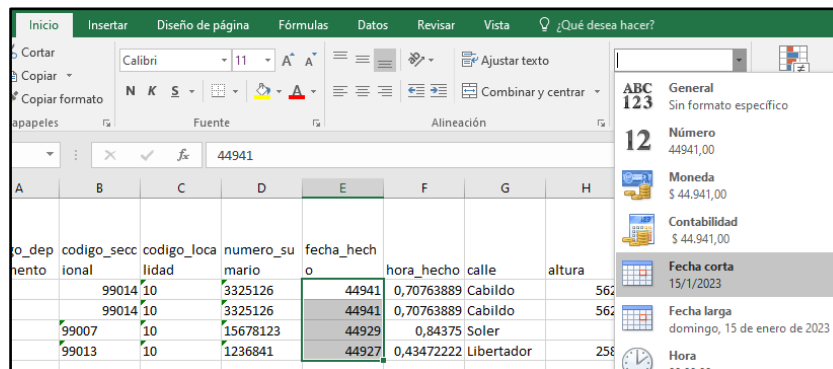 Inicio Insertar Diseño de página Fórmulas Datos Revisar Vista ¿Qué desea hacer?
Cortar
Copiar
Copiar formato
apapeles
Calibri 11 A A
N K S A
Fuente
Ajustar texto
Combinar y centrar
Alineación
ABC 123 General
Sin formato específico
12 Número
44941,00
Moneda
$ 44.941,00
Contabilidad
$ 44.941,00
Fecha corta
15/1/2023
Fecha larga
domingo, 15 de enero de 2023
Hora
fx 44941
A B C D E F G H
o_dep codigo_secc codigo_loca numero_su fecha_hech
ento ional lidad mario o hora_hecho calle altura
99014 10 3325126 44941 0,70763889 Cabildo 562
99014 10 3325126 44941 0,70763889 Cabildo 562
99007 10 15678123 44929 0,84375 Soler
99013 10 1236841 44927 0,43472222 Libertador 258